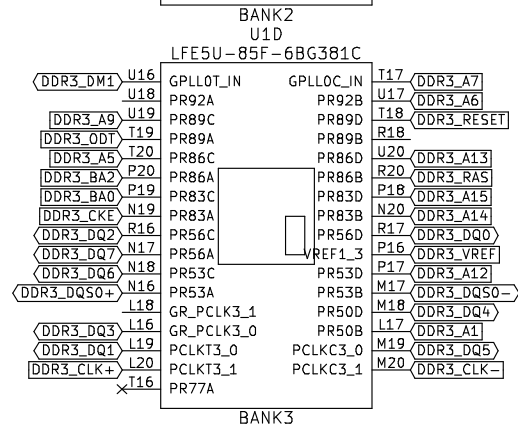 BANK2
U1D
LFE5U-85F-6BG381C
DDR3_DM1 U16 GPLL0T_IN GPLL0C_IN T17 DDR3_A7
U18 PR92A PR92B U17 DDR3_A6
DDR3_A9 U19 PR89C PR89D T18 DDR3_RESET
DDR3_ODT T19 PR89A PR89B R18
DDR3_A5 T20 PR86C PR86D U20 DDR3_A13
DDR3_BA2 P20 PR86A PR86B R20 DDR3_RAS
DDR3_BA0 P19 PR83C PR83D P18 DDR3_A15
DDR3_CKE N19 PR83A PR83B N20 DDR3_A14
DDR3_DQ2 R16 PR56C PR56D R17 DDR3_DQ0
DDR3_DQ7 N17 PR56A VREF1_3 P16 DDR3_VREF
DDR3_DQ6 N18 PR53C PR53D P17 DDR3_A12
DDR3_DQS0+ N16 PR53A PR53B M17 DDR3_DQS0-
L18 GR_PCLK3_1 PR50D M18 DDR3_DQ4
DDR3_DQ3 L16 GR_PCLK3_0 PR50B L17 DDR3_A1
DDR3_DQ1 L19 PCLKT3_0 PCLKC3_0 M19 DDR3_DQ5
DDR3_CLK+ L20 PCLKT3_1 PCLKC3_1 M20 DDR3_CLK-
T16 PR77A
BANK3